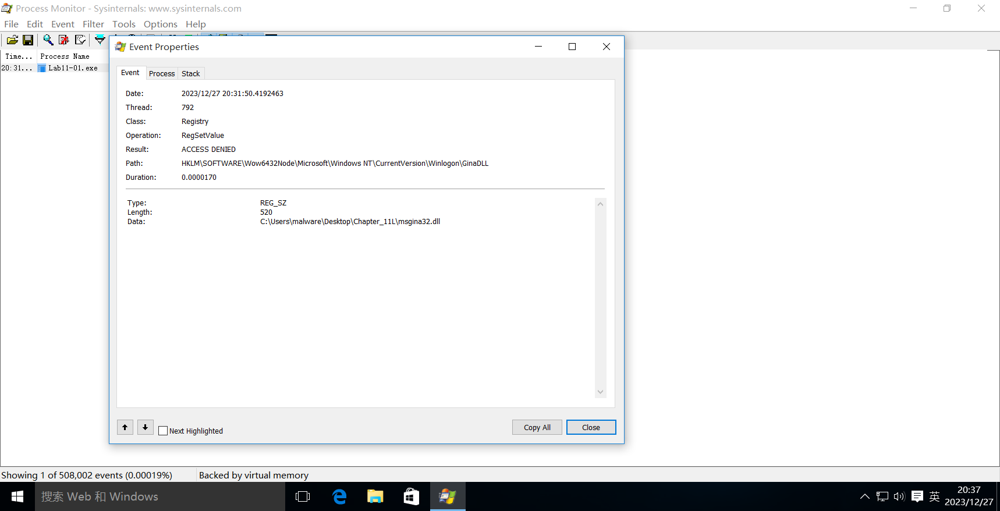 Process Monitor - Sysinternals: www.sysinternals.com
File Edit Event Filter Tools Options Help
Time... Process Name
20:31... Lab11-01.exe
Event Properties
Event Process Stack
Date: 2023/12/27 20:31:50.4192463
Thread: 792
Class: Registry
Operation: RegSetValue
Result: ACCESS DENIED
Path: HKLM\SOFTWARE\Wow6432Node\Microsoft\Windows NT\CurrentVersion\Winlogon\GinaDLL
Duration: 0.0000170
Type: REG_SZ
Length: 520
Data: C:\Users\malware\Desktop\Chapter_11L\msgina32.dll
Next Highlighted Copy All Close
Showing 1 of 508,002 events (0.00019%) Backed by virtual memory
搜索 Web 和 Windows
英
20:37
2023/12/27